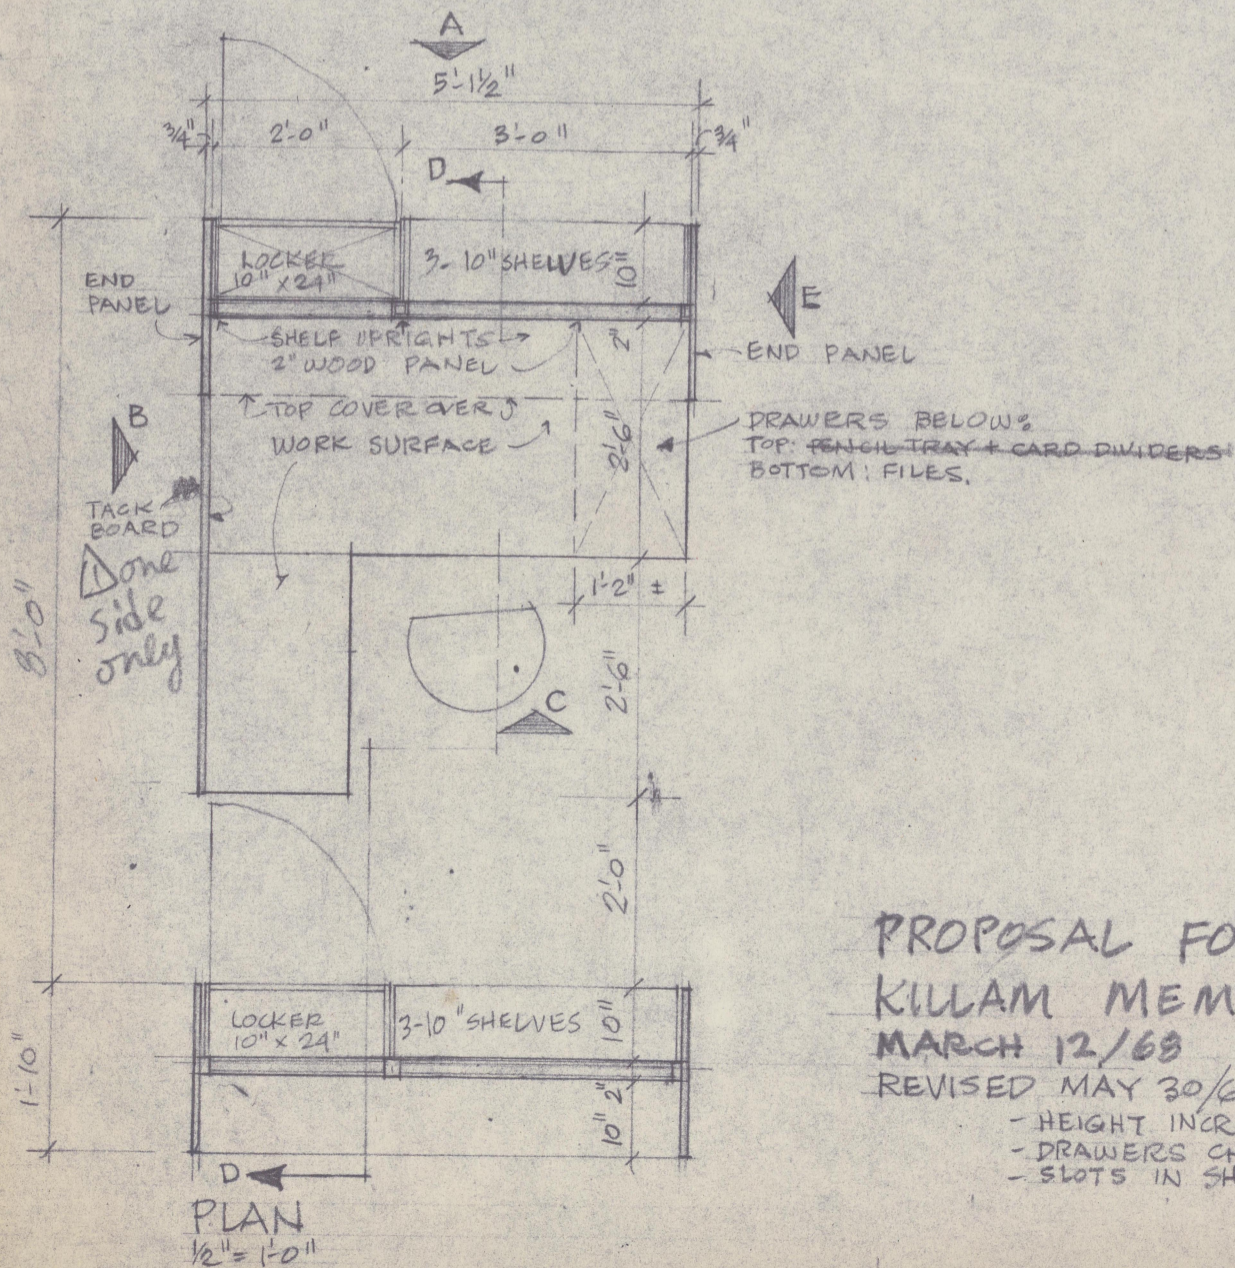 A
5'-1½"
¾"
2'-0"
3'-0"
¾"
D
LOCKER
10" x 24"
3-10" SHELVES
10"
END
PANEL
E
SHELF UPRIGHTS
2" WOOD PANEL
2"
END PANEL
TOP COVER OVER
B
WORK SURFACE
2'-6"
DRAWERS BELOW:
TOP: PENCIL TRAY + CARD DIVIDERS
BOTTOM: FILES.
TACK
BOARD
1 one
side
only
1'-2" ±
8'-0"
2'-6"
C
2'-0"
LOCKER
10" x 24"
3-10" SHELVES
10"
1'-10"
2"
10"
D
PLAN
½" = 1'-0"
PROPOSAL FO
KILLAM MEM
MARCH 12/68
REVISED MAY 30/6
- HEIGHT INCR
- DRAWERS CH
- SLOTS IN SH